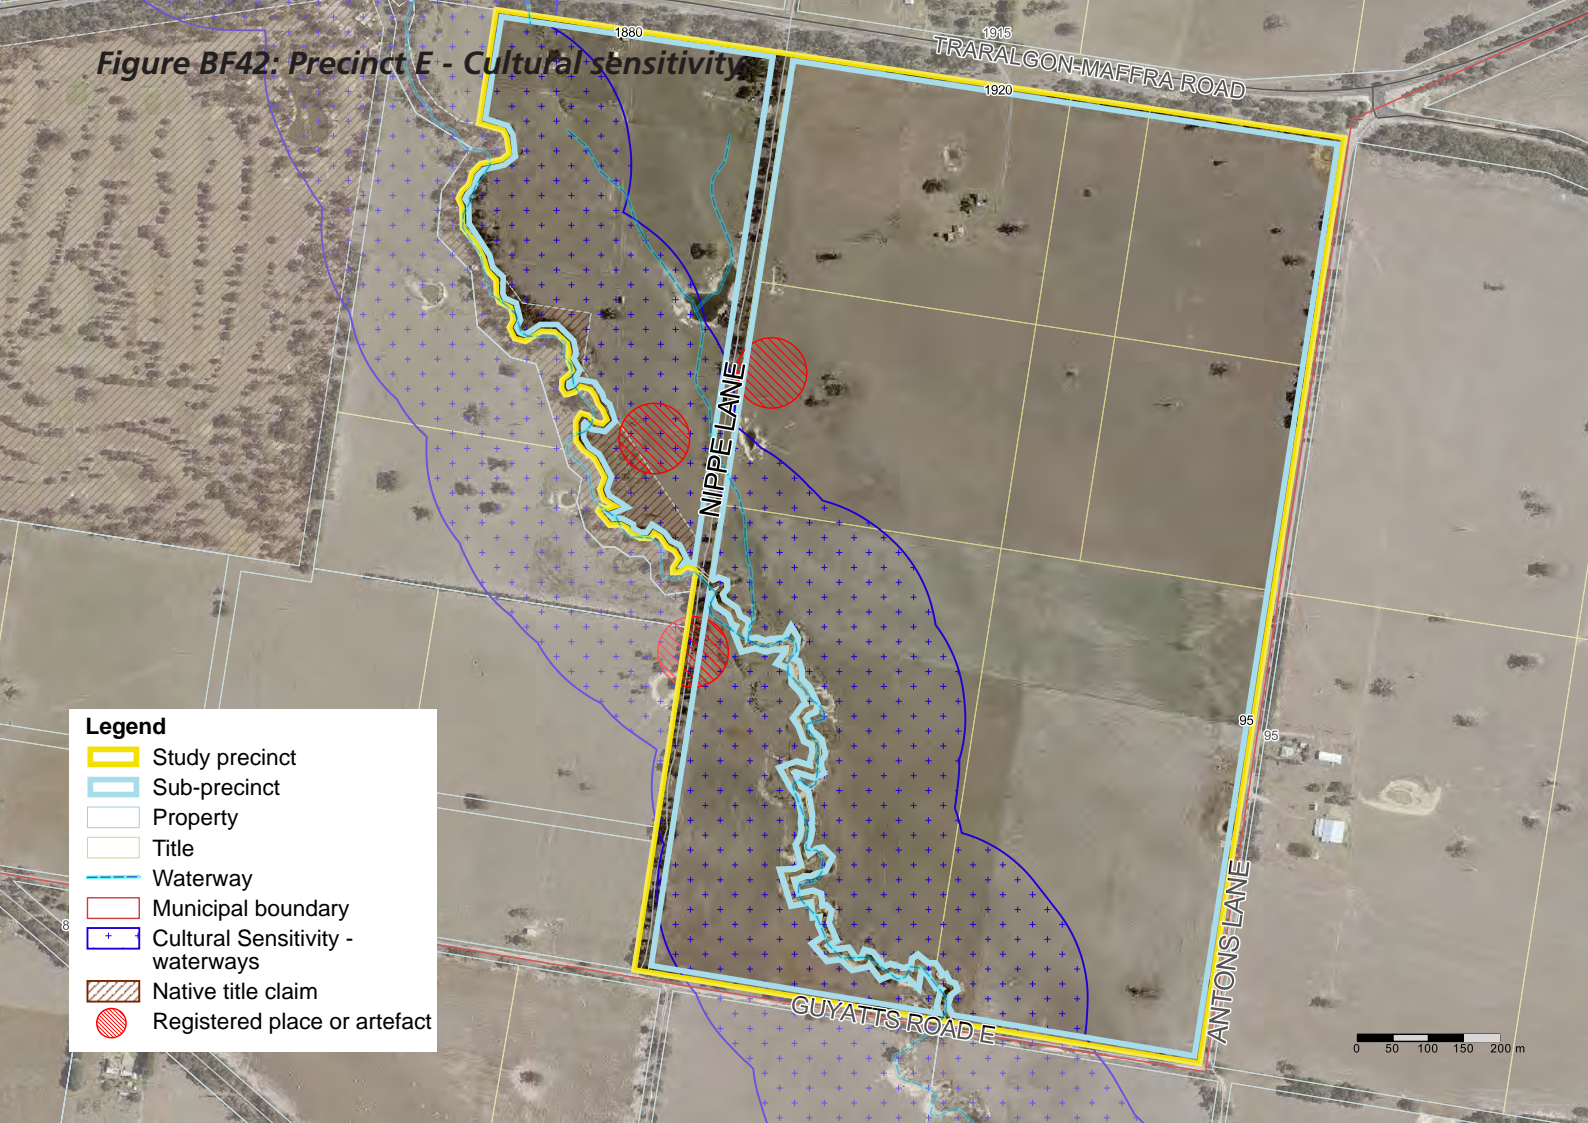 Figure BF42: Precinct E - Cultural sensitivity
1880
1915
TRARALGON-MAFFRA ROAD
1920
NIPPE LANE
95
95
ANTONS LANE
GUYATTS ROAD E
8
Legend
Study precinct
Sub-precinct
Property
Title
Waterway
Municipal boundary
Cultural Sensitivity -
waterways
Native title claim
Registered place or artefact
0 50 100 150 200 m